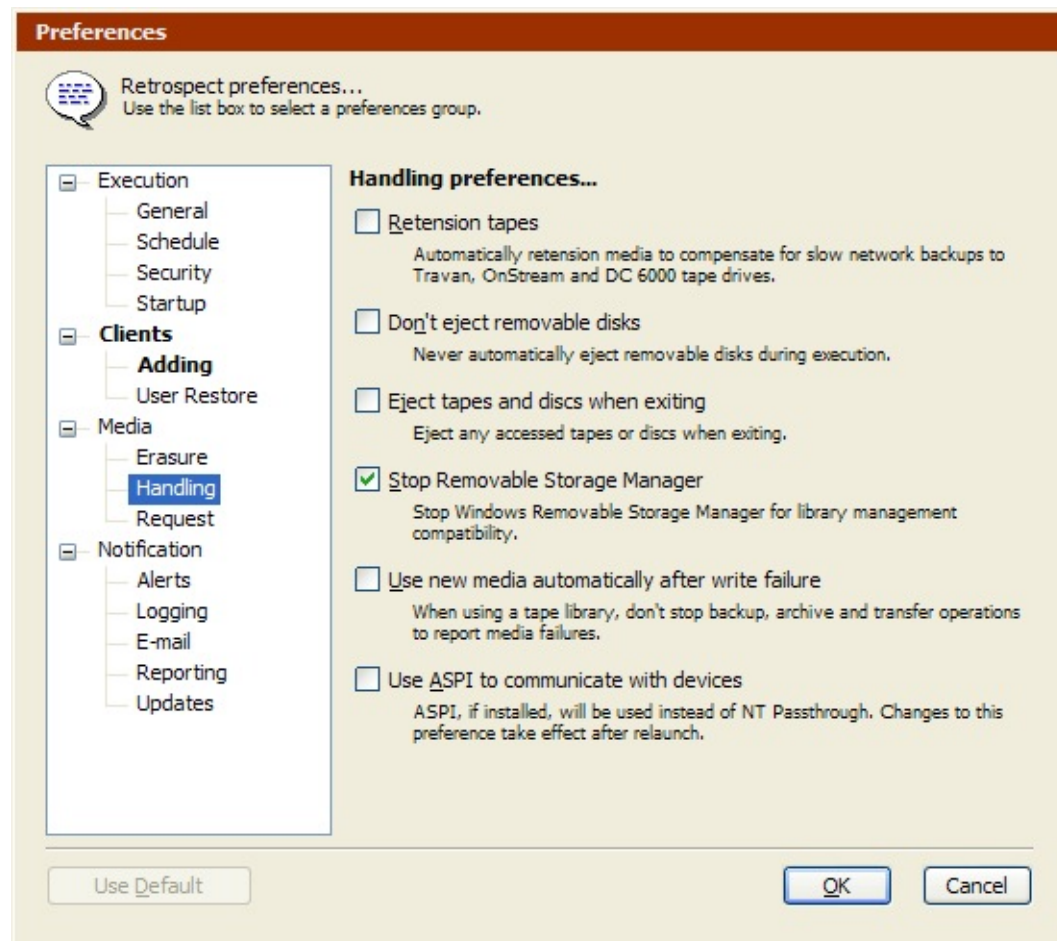 Preferences
Retrospect preferences...
Use the list box to select a preferences group.
Execution
General
Schedule
Security
Startup
Clients
Adding
User Restore
Media
Erasure
Handling
Request
Notification
Alerts
Logging
E-mail
Reporting
Updates
Handling preferences...
Retension tapes
Automatically retension media to compensate for slow network backups to
Travan, OnStream and DC 6000 tape drives.
Don't eject removable disks
Never automatically eject removable disks during execution.
Eject tapes and discs when exiting
Eject any accessed tapes or discs when exiting.
Stop Removable Storage Manager
Stop Windows Removable Storage Manager for library management
compatibility.
Use new media automatically after write failure
When using a tape library, don't stop backup, archive and transfer operations
to report media failures.
Use ASPI to communicate with devices
ASPI, if installed, will be used instead of NT Passthrough. Changes to this
preference take effect after relaunch.
Use Default
OK
Cancel